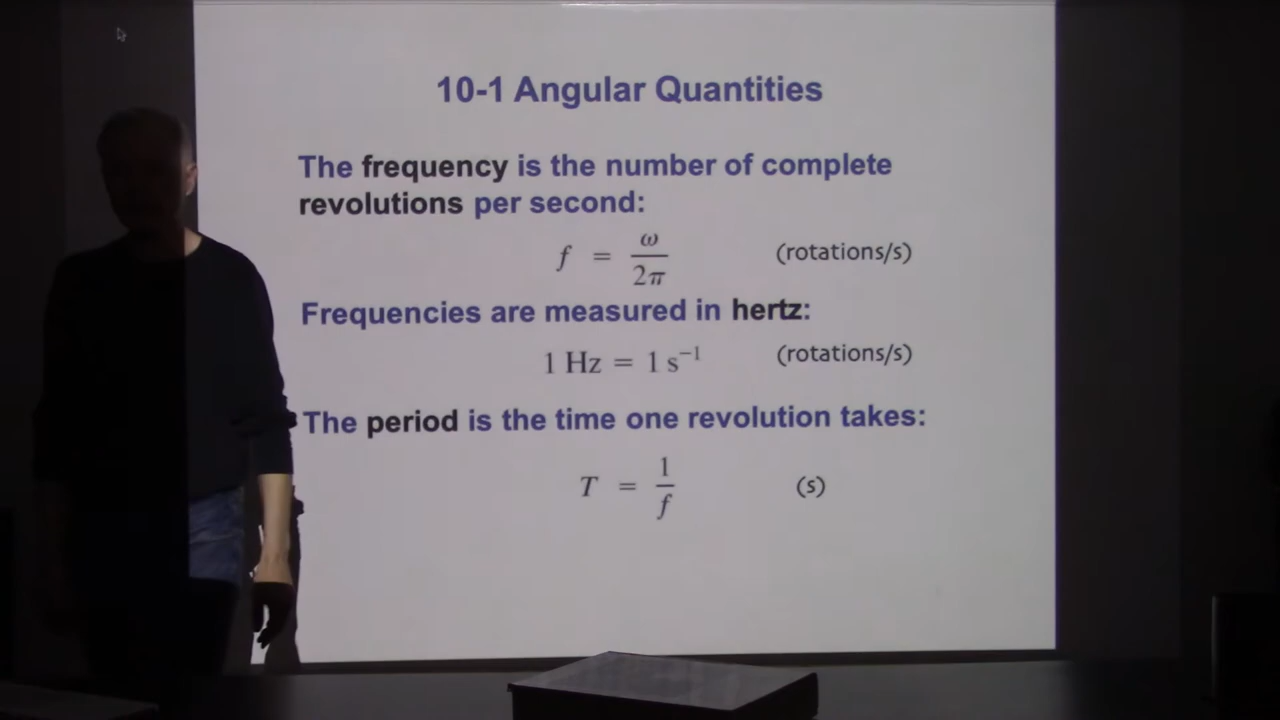 10-1 Angular Quantities
The frequency is the number of complete
revolutions per second:
f = ω/2π (rotations/s)
Frequencies are measured in hertz:
1 Hz = 1 s⁻¹ (rotations/s)
The period is the time one revolution takes:
T = 1/f (s)